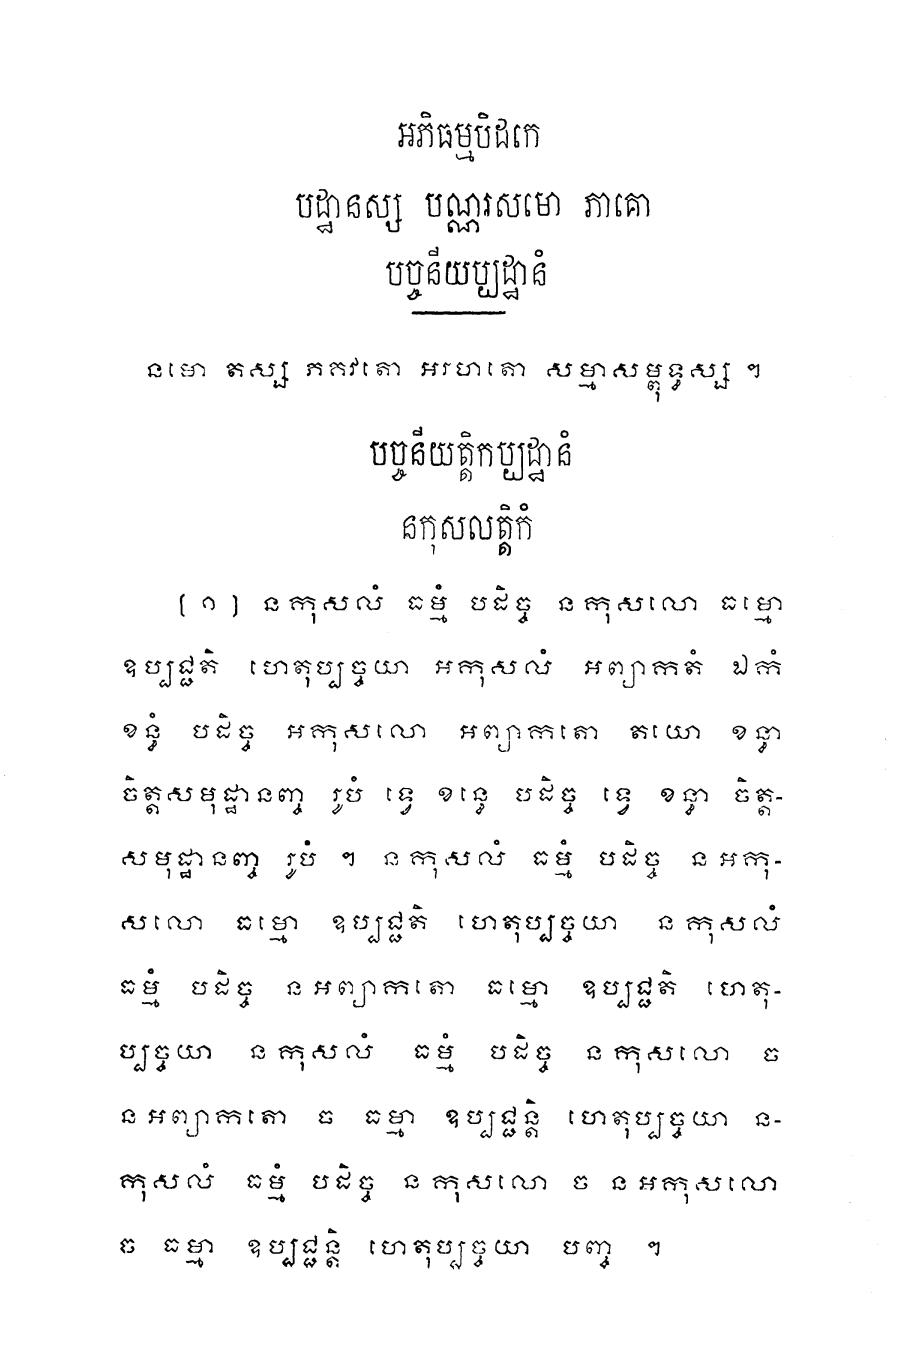 អភិធម្មបិដកេ
បដ្ឋានស្ស បណ្ណរសមោ ភាគោ
បច្ចនីយប្បដ្ឋានំ
នមោ តស្ស ភគវតោ អរហតោ សម្មាសម្ពុទ្ធស្ស ។
បច្ចនីយត្តិកប្បដ្ឋានំ
នកុសលត្តិកំ
[ ១ ] នកុសលំ ធម្មំ បដិច្ច នកុសលោ ធម្មោ
ឧប្បជ្ជតិ ហេតុប្បច្ចយា អកុសលំ អព្យាកតំ ឯកំ
ខន្ធំ បដិច្ច អកុសលោ អព្យាកតោ តយោ ខន្ធា
ចិត្តសមុដ្ឋានញ្ច រូបំ ទ្វេ ខន្ធេ បដិច្ច ទ្វេ ខន្ធា ចិត្ត-
សមុដ្ឋានញ្ច រូបំ ។ នកុសលំ ធម្មំ បដិច្ច នអកុ-
សលោ ធម្មោ ឧប្បជ្ជតិ ហេតុប្បច្ចយា នកុសលំ
ធម្មំ បដិច្ច នអព្យាកតោ ធម្មោ ឧប្បជ្ជតិ ហេតុ-
ប្បច្ចយា នកុសលំ ធម្មំ បដិច្ច នកុសលោ ច
នអព្យាកតោ ច ធម្មា ឧប្បជ្ជន្តិ ហេតុប្បច្ចយា ន-
កុសលំ ធម្មំ បដិច្ច នកុសលោ ច នអកុសលោ
ច ធម្មា ឧប្បជ្ជន្តិ ហេតុប្បច្ចយា បញ្ច ។